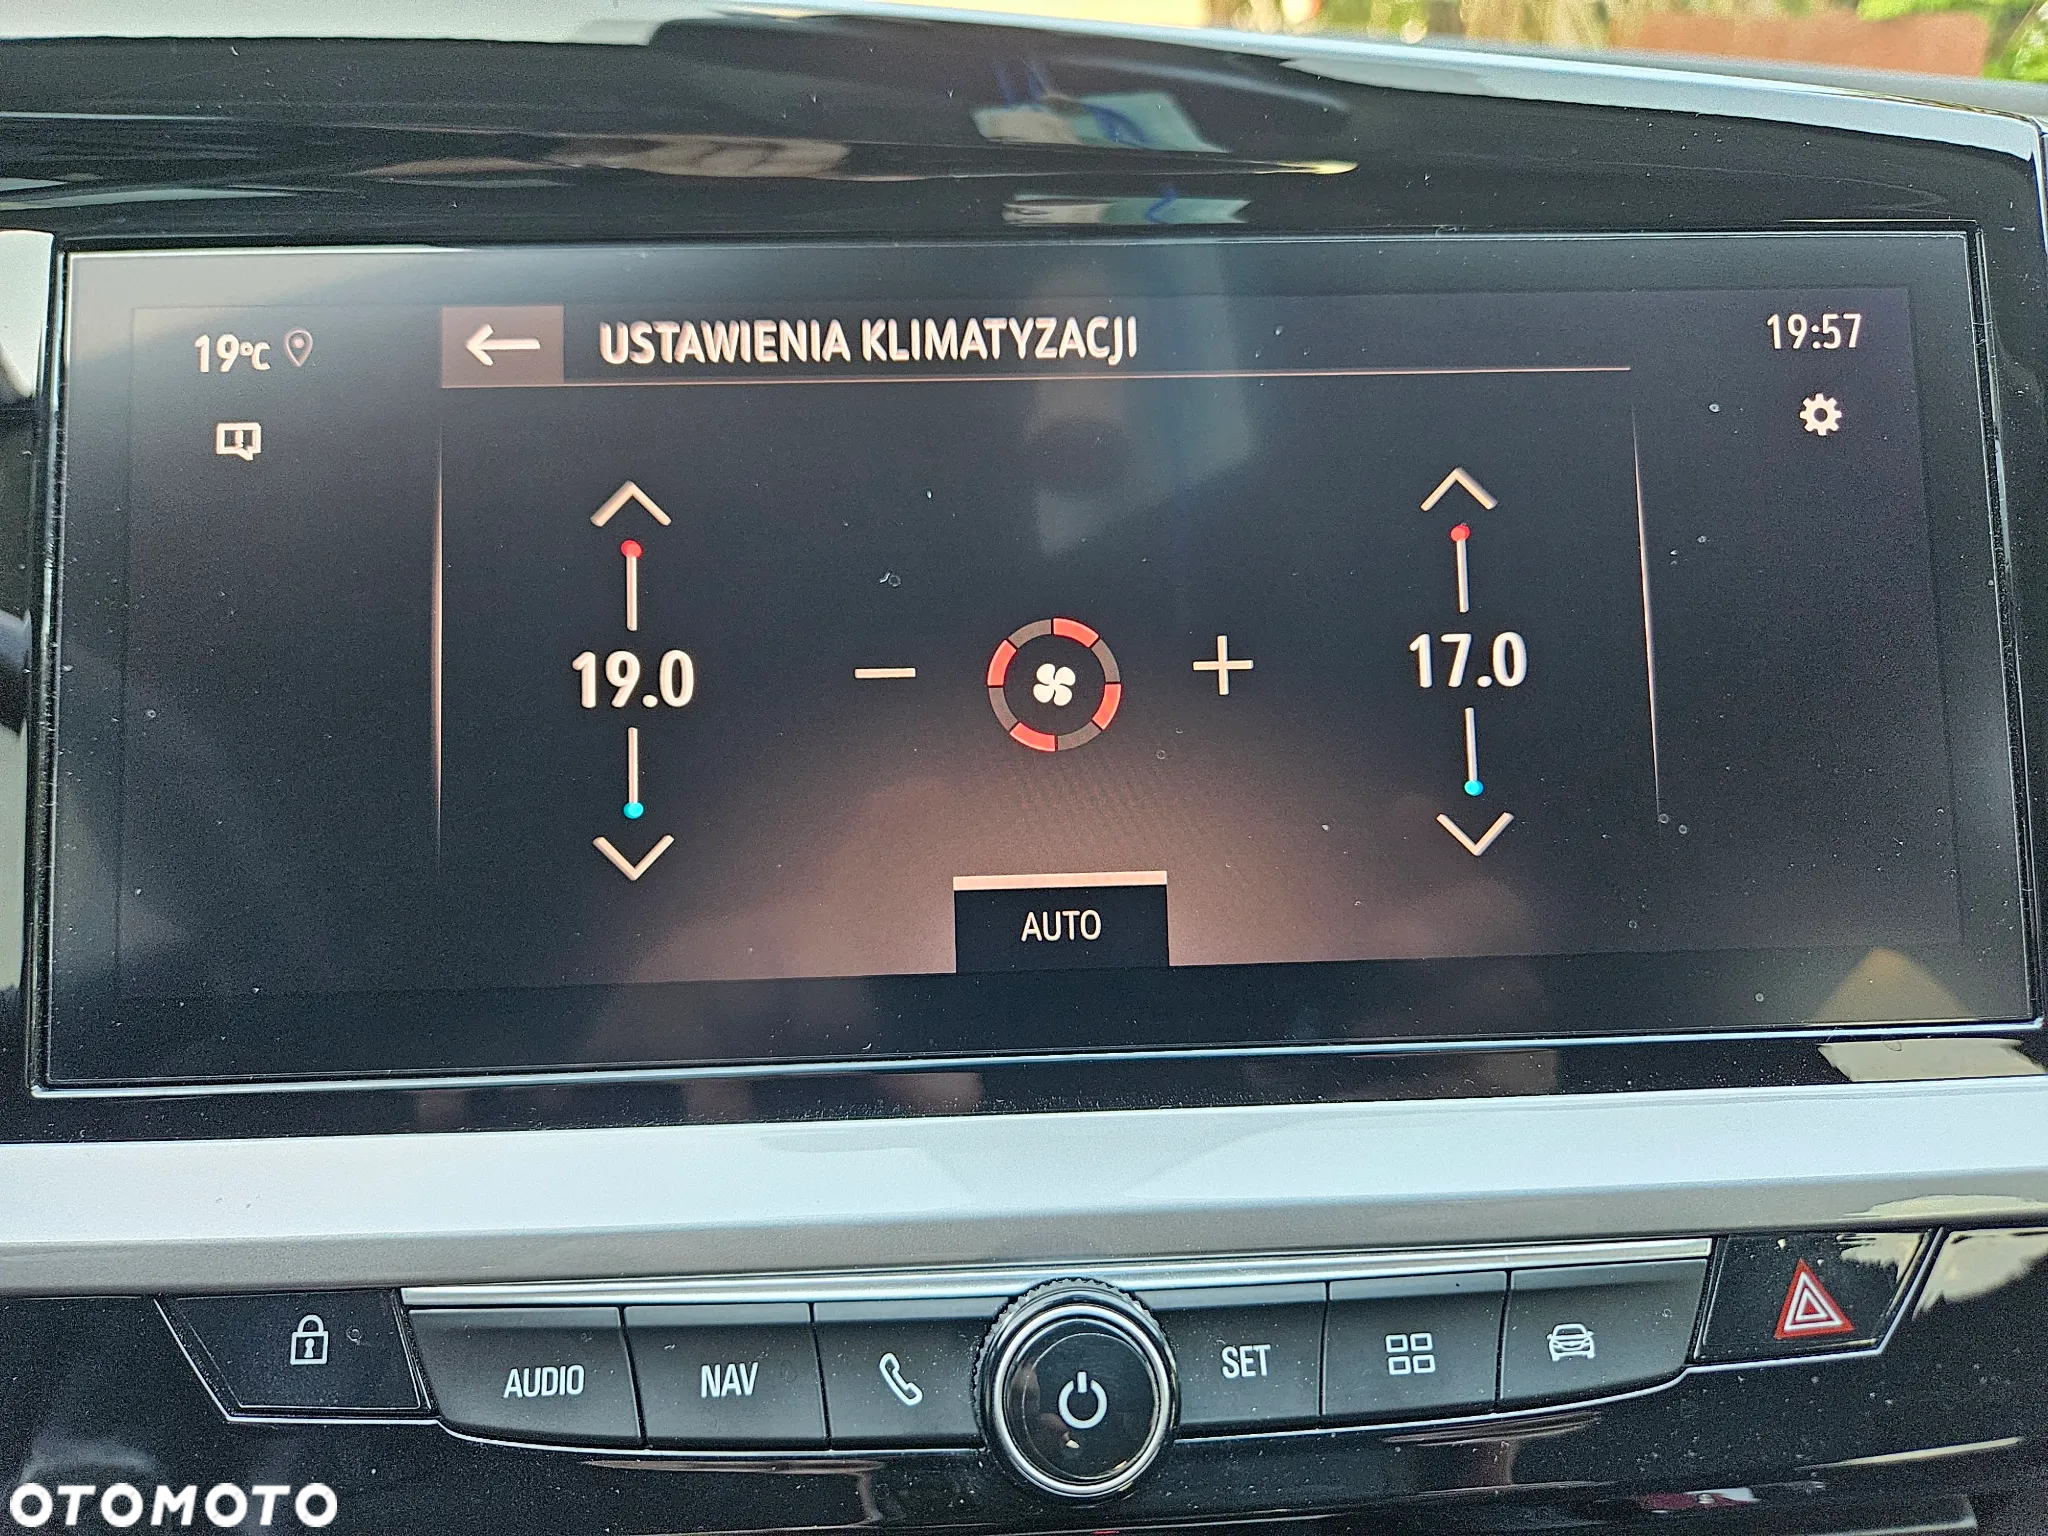 19°C
USTAWIENIA KLIMATYZACJI
19:57
19.0
17.0
AUTO
AUDIO
NAV
SET
OTOMOTO